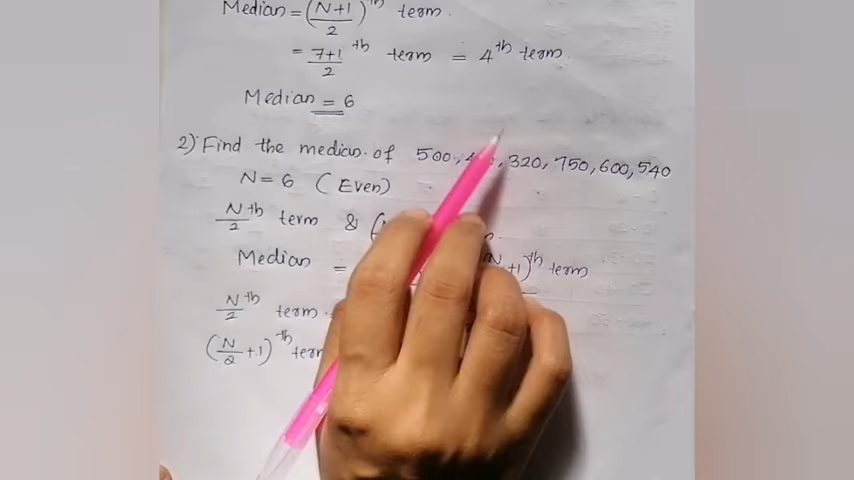 Median = (N+1)/2 th term.
= 7+1/2 th term = 4th term.
Median = 6
2) Find the median of 500, 320, 750, 600, 540
N = 6 (Even)
N/2 th term &
Median = N/2 +1)th term
N/2 th term
(N/2 +1)th term